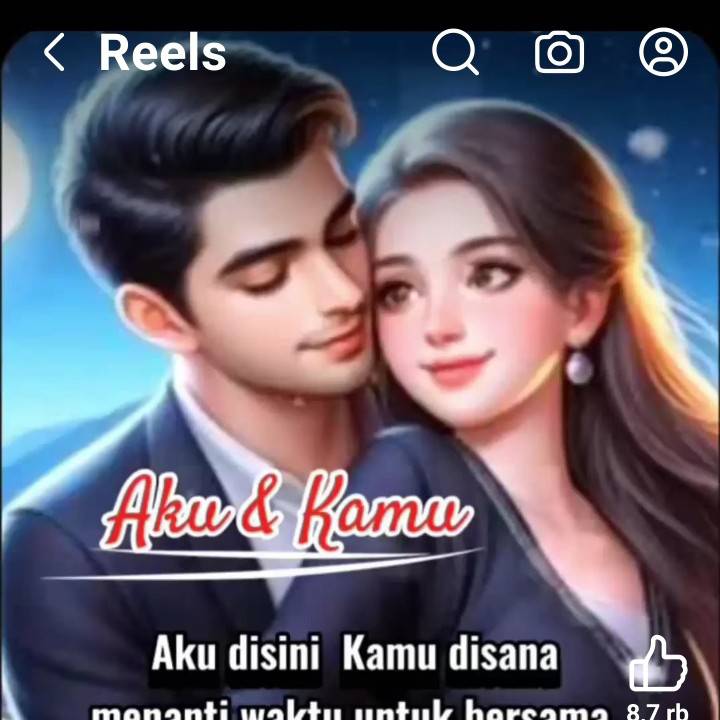 Reels
Aku & Kamu
Aku disini Kamu disana
menanti waktu untuk bersama
8,7 rb